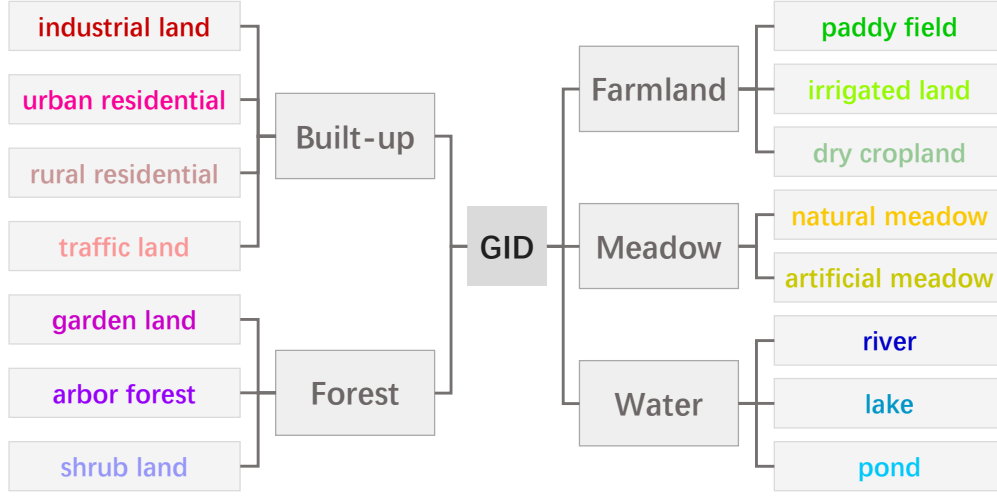 industrial land
urban residential
rural residential
traffic land
garden land
arbor forest
shrub land
Built-up
Forest
GID
Farmland
Meadow
Water
paddy field
irrigated land
dry cropland
natural meadow
artificial meadow
river
lake
pond